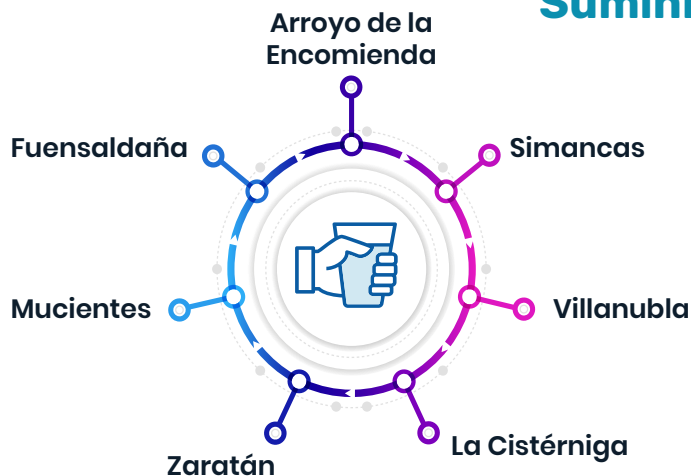 Arroyo de la
Encomienda
Fuensaldaña
Simancas
Mucientes
Villanubla
La Cistérniga
Zaratán